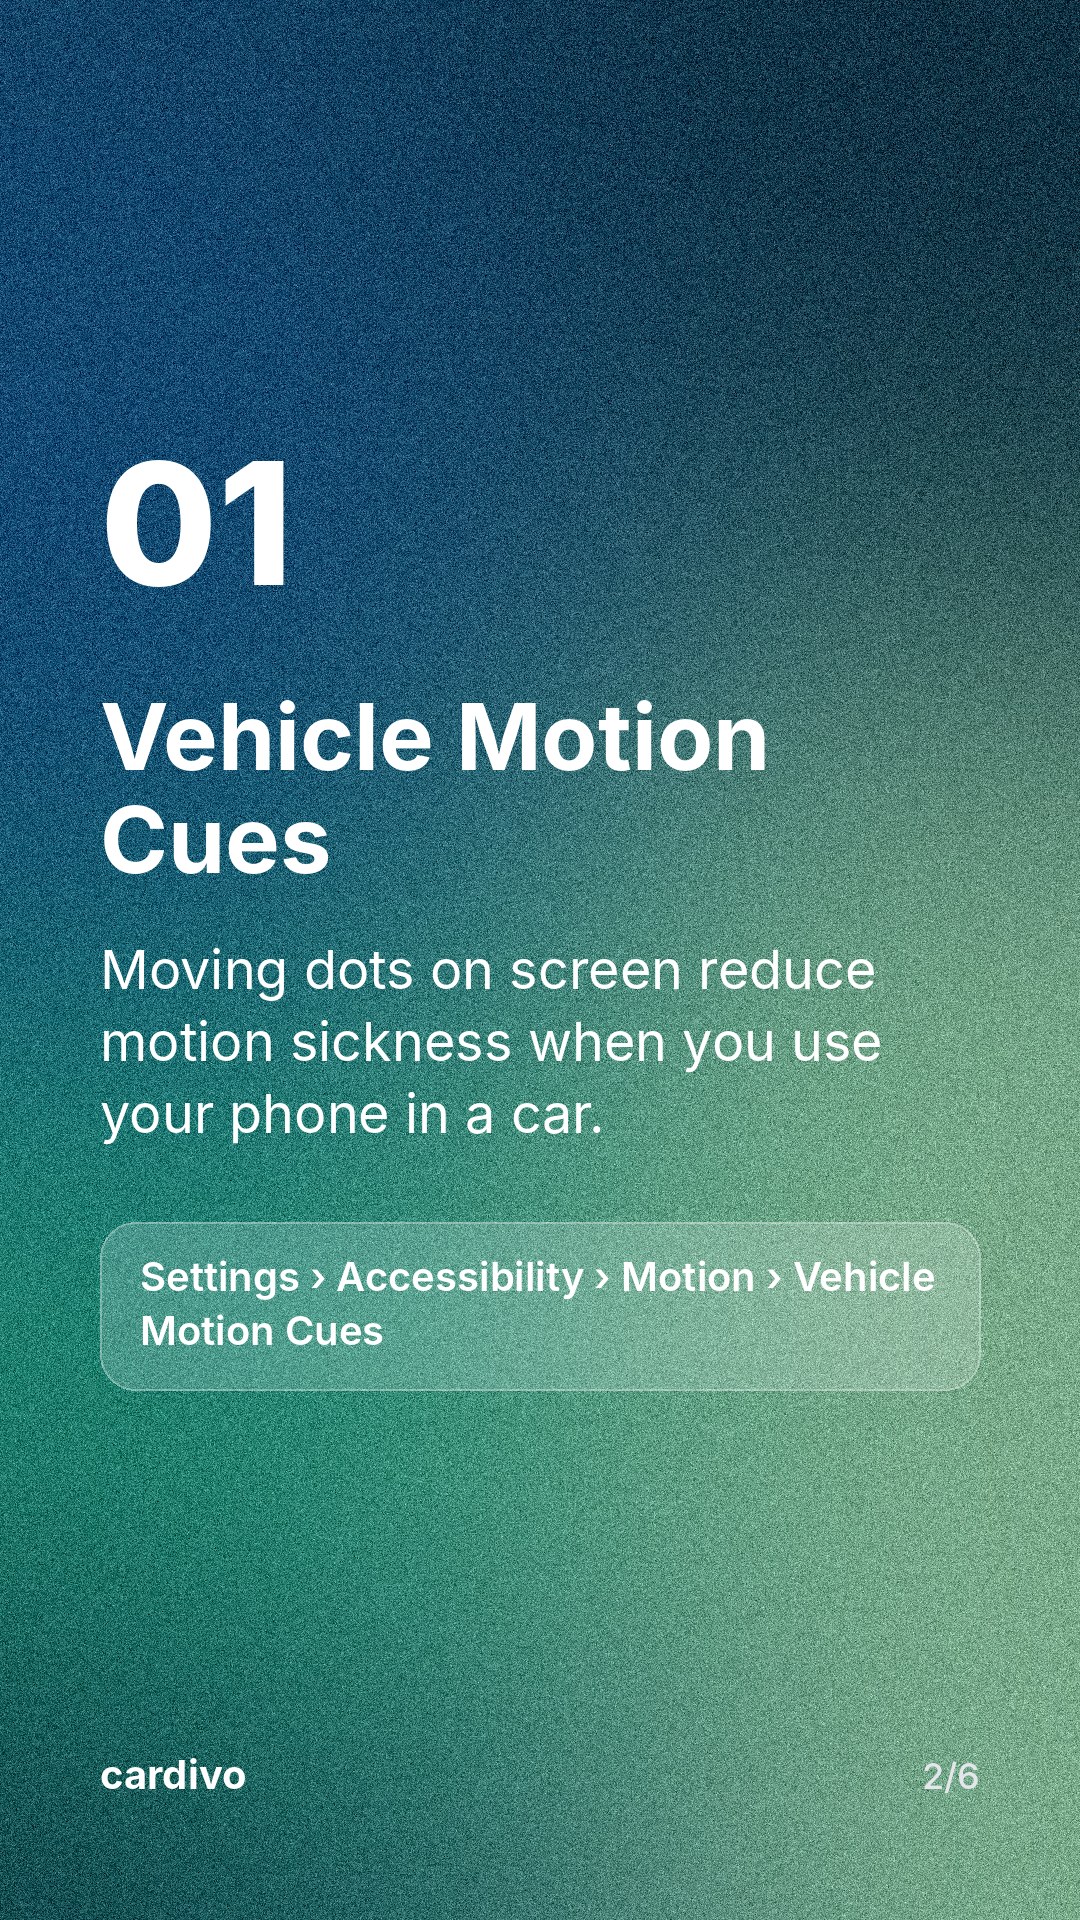 01
Vehicle Motion
Cues
Moving dots on screen reduce
motion sickness when you use
your phone in a car.
Settings › Accessibility › Motion › Vehicle
Motion Cues
cardivo
2/6